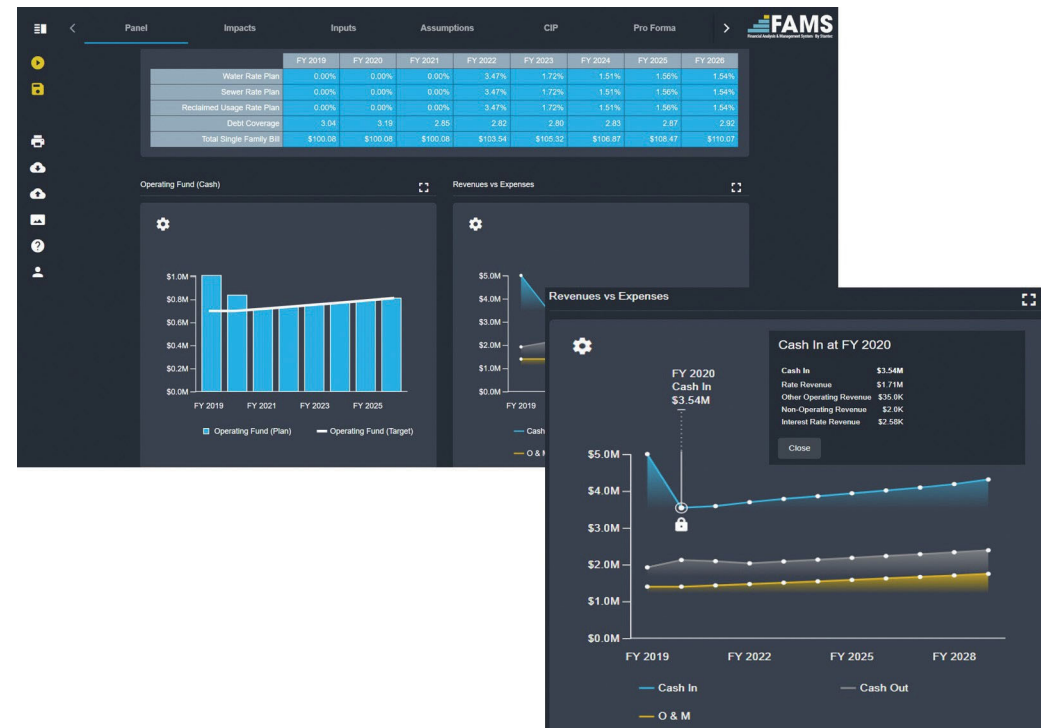 Panel Impacts Inputs Assumptions CIP Pro Forma
FAMS
Financial Analysis & Management System By Stantec
FY 2019 FY 2020 FY 2021 FY 2022 FY 2023 FY 2024 FY 2025 FY 2026
Water Rate Plan 0.00% 0.00% 0.00% 3.47% 1.72% 1.51% 1.56% 1.54%
Sewer Rate Plan 0.00% 0.00% 0.00% 3.47% 1.72% 1.51% 1.56% 1.54%
Reclaimed Usage Rate Plan 0.00% 0.00% 0.00% 3.47% 1.72% 1.51% 1.56% 1.54%
Debt Coverage 3.04 3.19 2.85 2.82 2.80 2.83 2.87 2.92
Total Single Family Bill $100.08 $100.08 $100.08 $103.54 $105.32 $106.87 $108.47 $110.07
Operating Fund (Cash)
$1.0M
$0.8M
$0.6M
$0.4M
$0.2M
$0.0M
FY 2019 FY 2021 FY 2023 FY 2025
Operating Fund (Plan) Operating Fund (Target)
Revenues vs Expenses
$5.0M
$4.0M
$3.0M
$2.0M
$1.0M
$0.0M
FY 2019
Cash
O & M
Revenues vs Expenses
FY 2020
Cash In
$3.54M
Cash In at FY 2020
Cash In $3.54M
Rate Revenue $1.71M
Other Operating Revenue $35.0K
Non-Operating Revenue $2.0K
Interest Rate Revenue $2.58K
Close
$5.0M
$4.0M
$3.0M
$2.0M
$1.0M
$0.0M
FY 2019 FY 2022 FY 2025 FY 2028
Cash In Cash Out
O & M